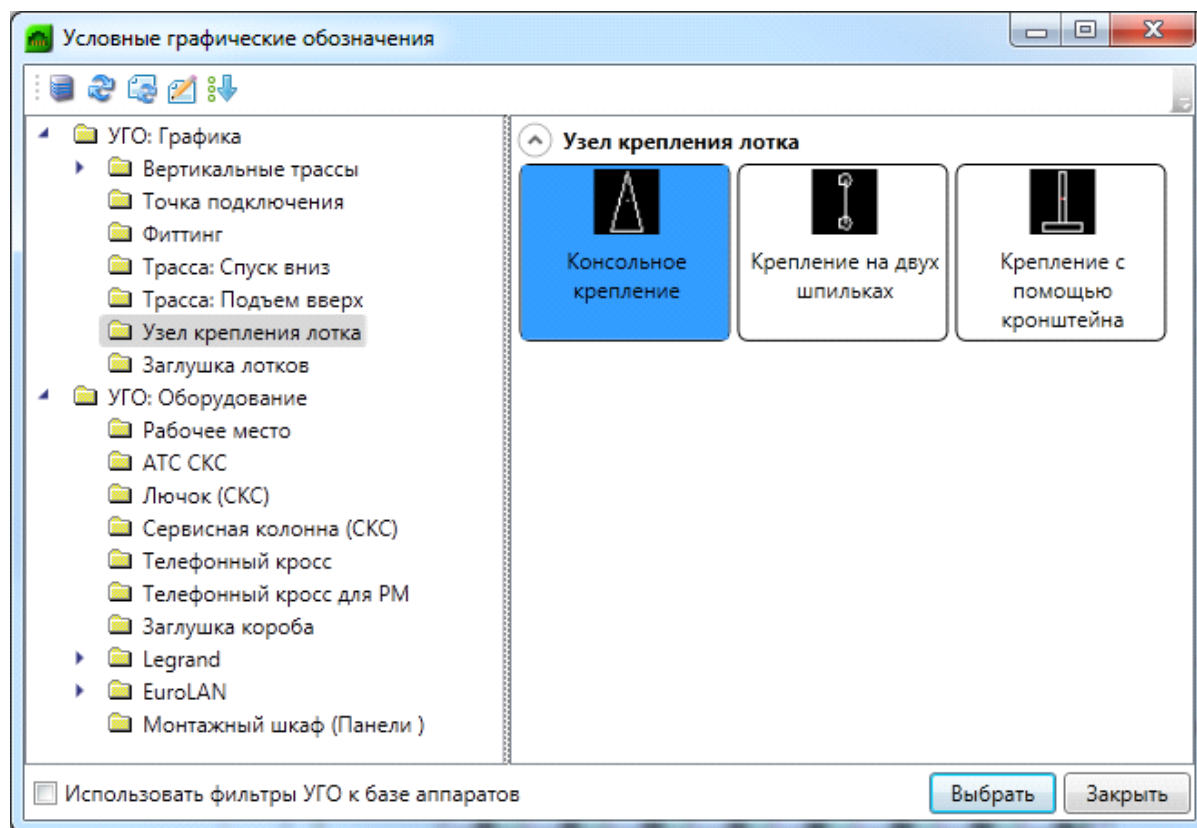 Условные графические обозначения
УГО: Графика
Вертикальные трассы
Точка подключения
Фиттинг
Трасса: Спуск вниз
Трасса: Подъем вверх
Узел крепления лотка
Заглушка лотков
УГО: Оборудование
Рабочее место
АТС СКС
Лючок (СКС)
Сервисная колонна (СКС)
Телефонный кросс
Телефонный кросс для РМ
Заглушка короба
Legrand
EuroLAN
Монтажный шкаф (Панели )
Узел крепления лотка
Консольное
крепление
Крепление на двух
шпильках
Крепление с
помощью
кронштейна
Использовать фильтры УГО к базе аппаратов
Выбрать
Закрыть